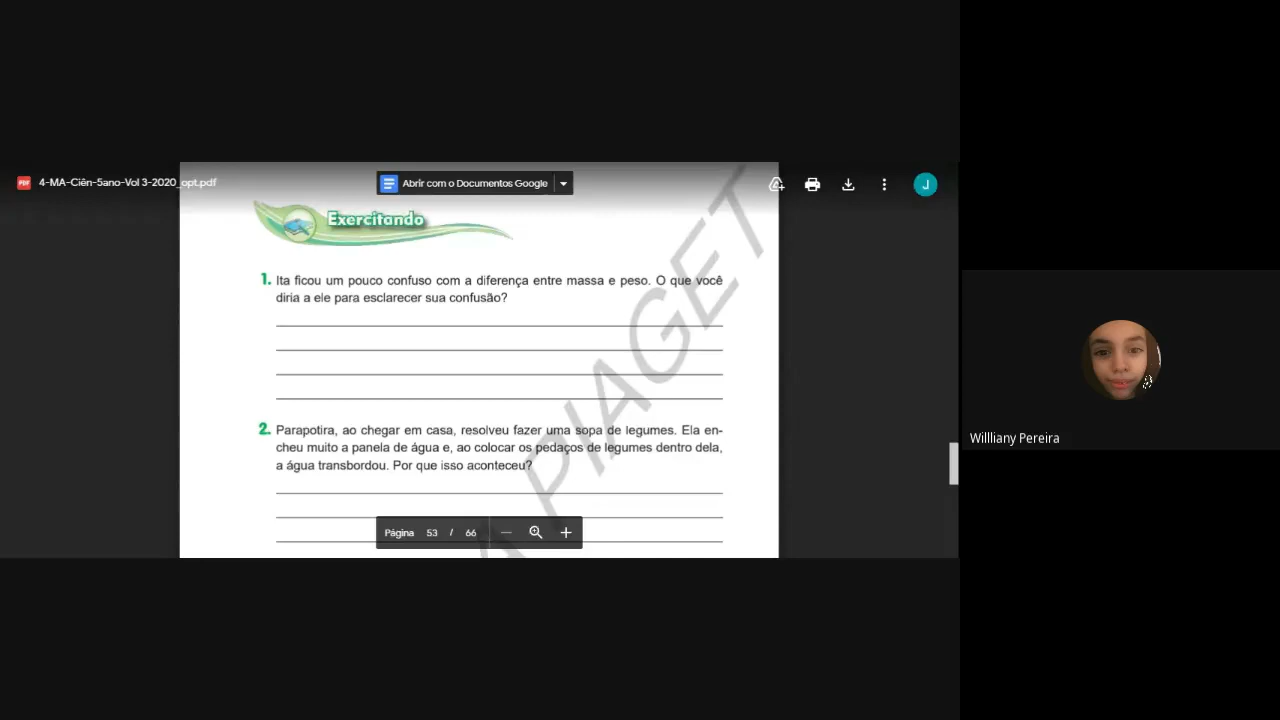 4-MA-Ciên-5ano-Vol 3-2020_opt.pdf
Abrir com o Documentos Google
J
Exercitando
1. Ita ficou um pouco confuso com a diferença entre massa e peso. O que você
diria a ele para esclarecer sua confusão?
2. Parapotira, ao chegar em casa, resolveu fazer uma sopa de legumes. Ela en-
cheu muito a panela de água e, ao colocar os pedaços de legumes dentro dela,
a água transbordou. Por que isso aconteceu?
Página 53 / 66
PIAGET
Willliany Pereira